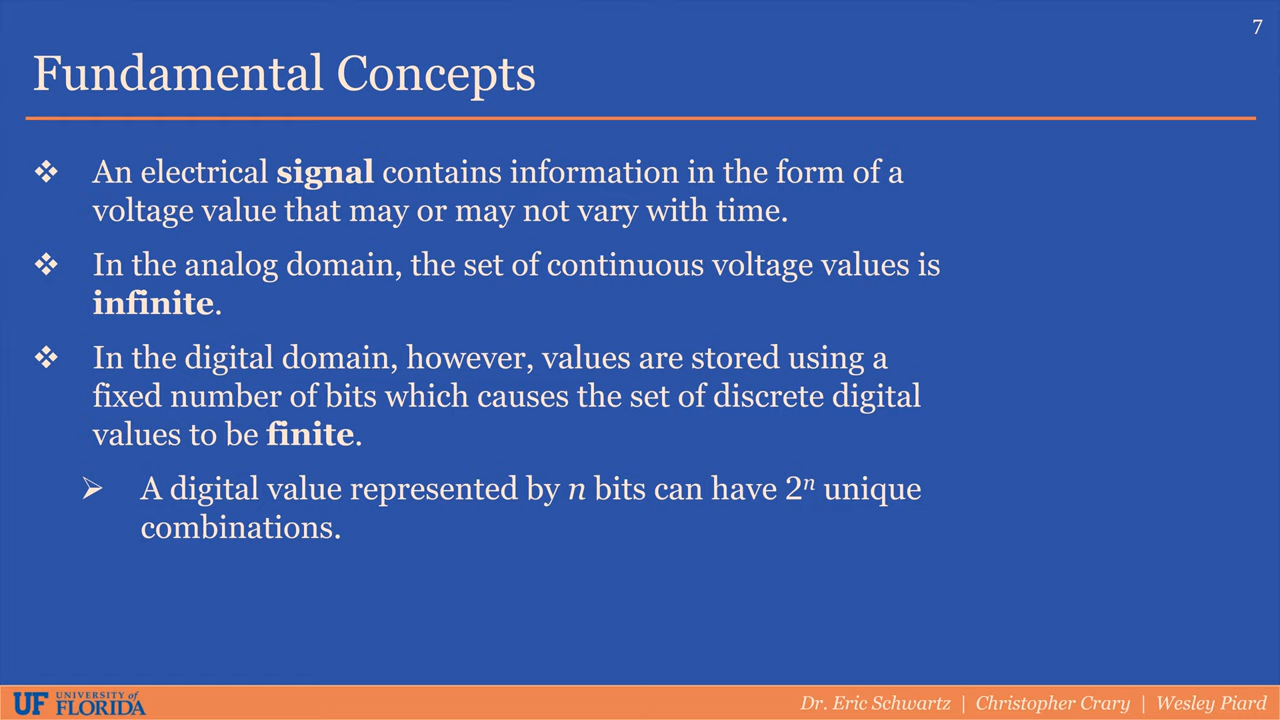 7
Fundamental Concepts
❖ An electrical signal contains information in the form of a
voltage value that may or may not vary with time.
❖ In the analog domain, the set of continuous voltage values is
infinite.
❖ In the digital domain, however, values are stored using a
fixed number of bits which causes the set of discrete digital
values to be finite.
➢ A digital value represented by n bits can have 2ⁿ unique
combinations.
UF UNIVERSITY of
FLORIDA
Dr. Eric Schwartz | Christopher Crary | Wesley Piard